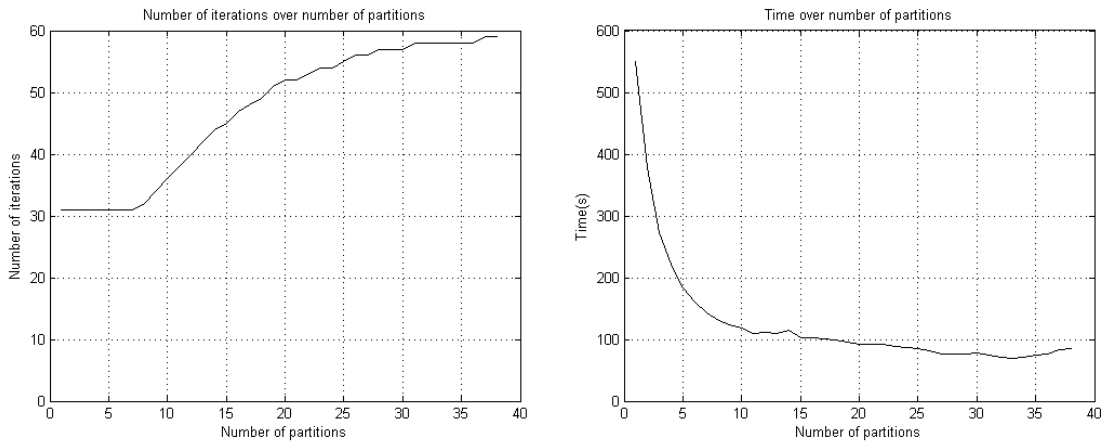 Number of iterations over number of partitions
60
50
40
30
20
10
0
Number of iterations
0 5 10 15 20 25 30 35 40
Number of partitions
Time over number of partitions
600
500
400
300
200
100
0
Time(s)
0 5 10 15 20 25 30 35 40
Number of partitions